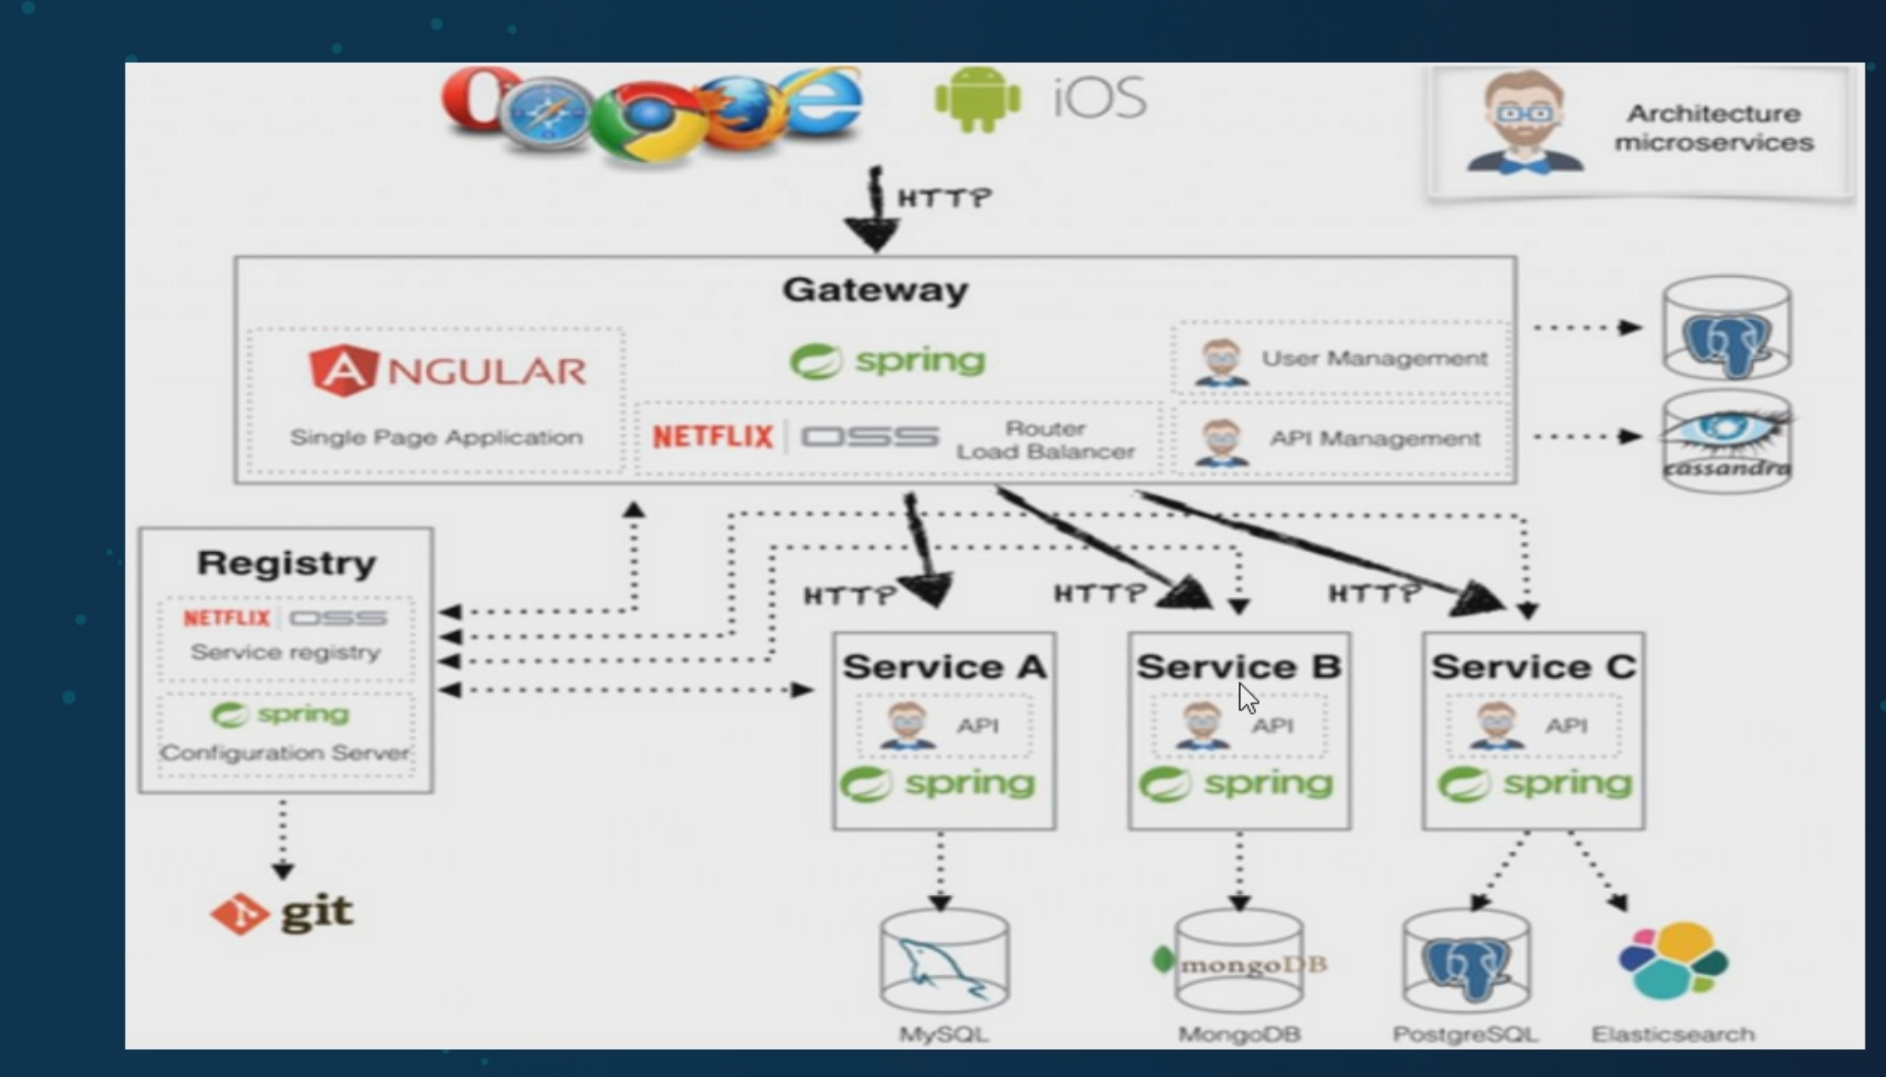 iOS
Architecture
microservices
HTTP
Gateway
ANGULAR
Single Page Application
spring
NETFLIX OSS
Router
Load Balancer
User Management
API Management
cassandra
Registry
NETFLIX OSS
Service registry
spring
Configuration Server
git
HTTP
HTTP
HTTP
Service A
API
spring
Service B
API
spring
Service C
API
spring
MySQL
mongoDB
MongoDB
PostgreSQL
Elasticsearch